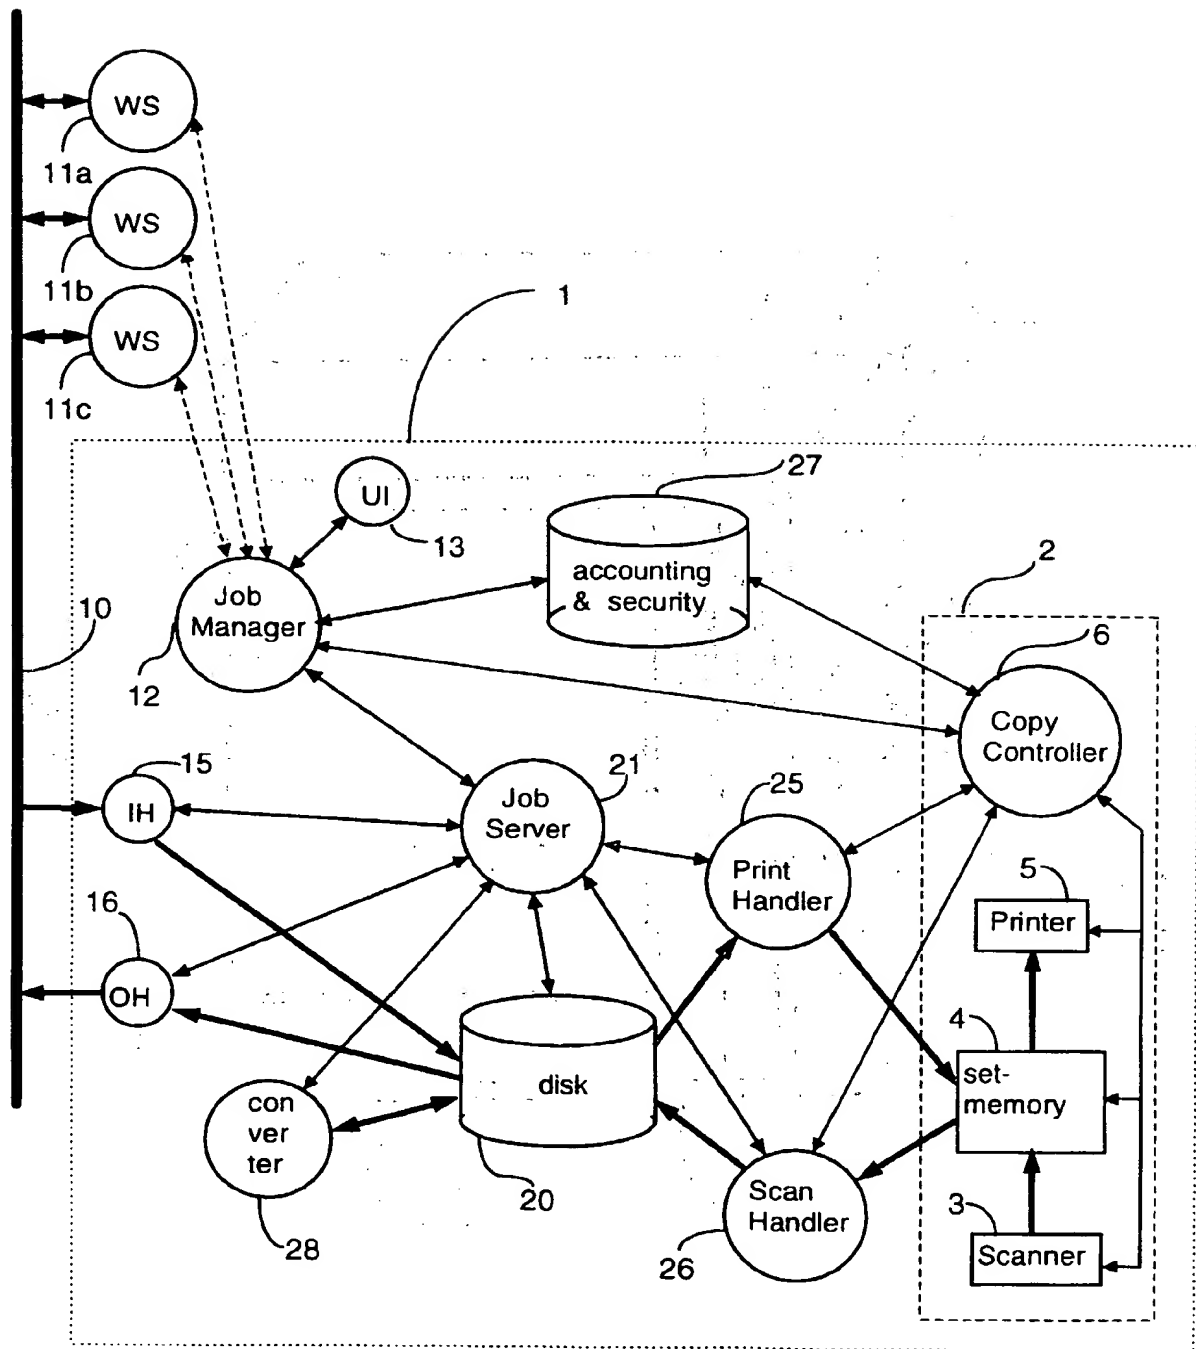 WS
11a
WS
11b
1
WS
11c
27
UI
13
2
accounting
& security
6
10
Job
Manager
12
Copy
Controller
15
21
25
IH
Job
Server
Print
Handler
5
16
Printer
OH
4
set-
memory
disk
con
ver
ter
20
Scan
Handler
3
Scanner
28
26